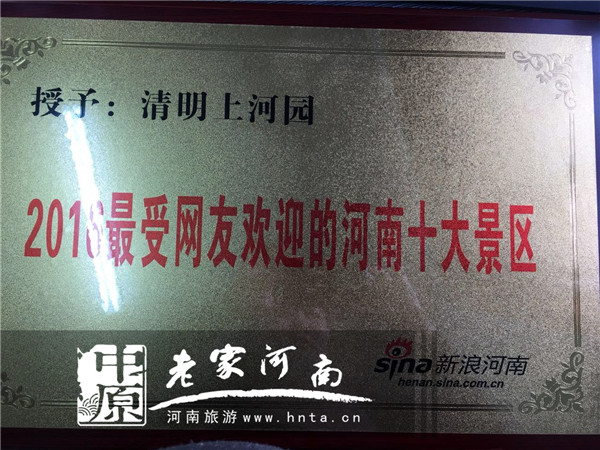 授予：清明上河园
2016最受网友欢迎的河南十大景区
sina新浪河南
henan.sina.com.cn
中原
老家河南
河南旅游 www.hnta.cn